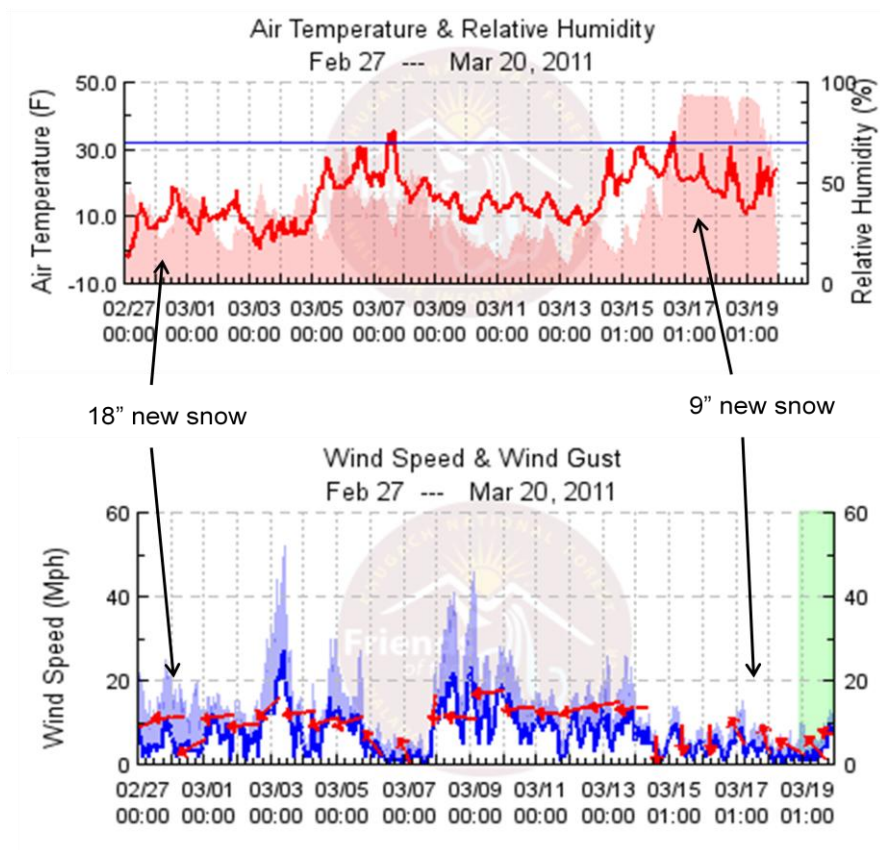 Air Temperature & Relative Humidity
Feb 27 --- Mar 20, 2011
Air Temperature (F)
50.0
30.0
10.0
-10.0
100
50
0
Relative Humidity (%)
02/27 03/01 03/03 03/05 03/07 03/09 03/11 03/13 03/15 03/17 03/19
00:00 00:00 00:00 00:00 00:00 00:00 00:00 00:00 01:00 01:00 01:00
18” new snow
9” new snow
Wind Speed & Wind Gust
Feb 27 --- Mar 20, 2011
Wind Speed (Mph)
60
40
20
0
60
40
20
0
Frien
of t
02/27 03/01 03/03 03/05 03/07 03/09 03/11 03/13 03/15 03/17 03/19
00:00 00:00 00:00 00:00 00:00 00:00 00:00 00:00 01:00 01:00 01:00